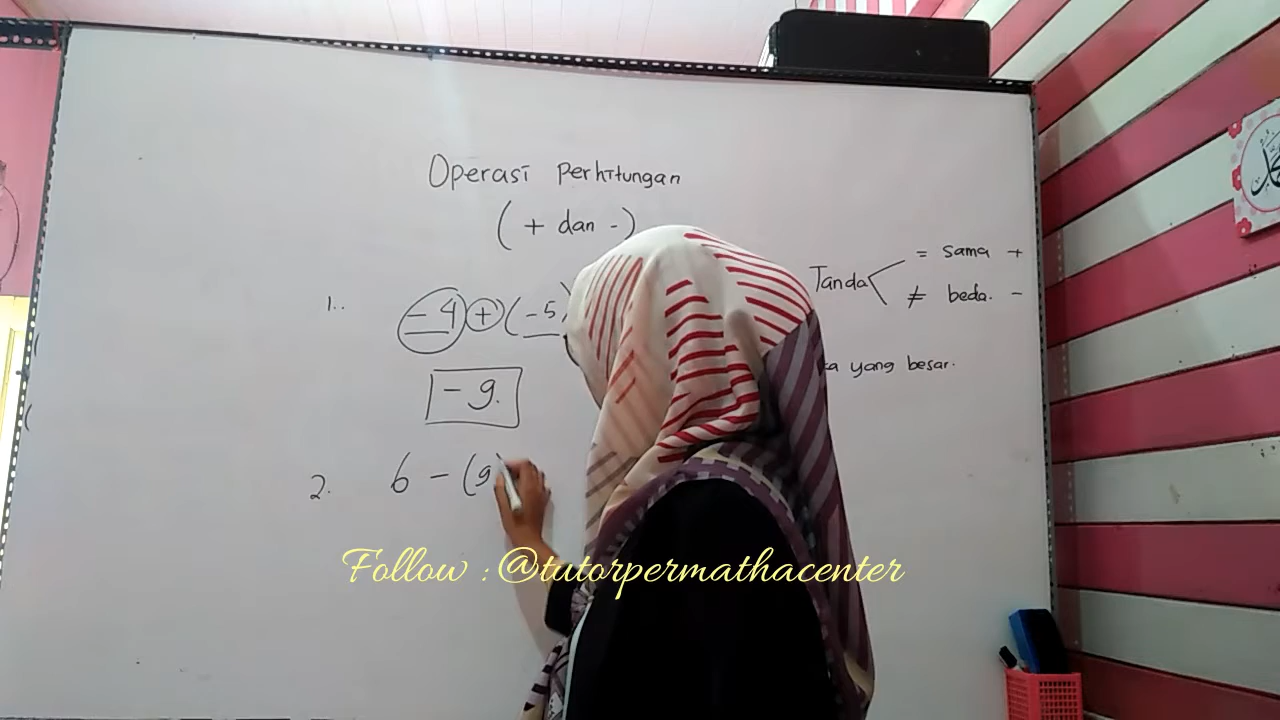 Operasi Perhitungan
( + dan - )
Tanda = sama +
≠ beda. -
1.. - 4 + ( - 5
yang besar.
- 9.
2. 6 - ( 9 )
Follow : @tutorpermathacenter